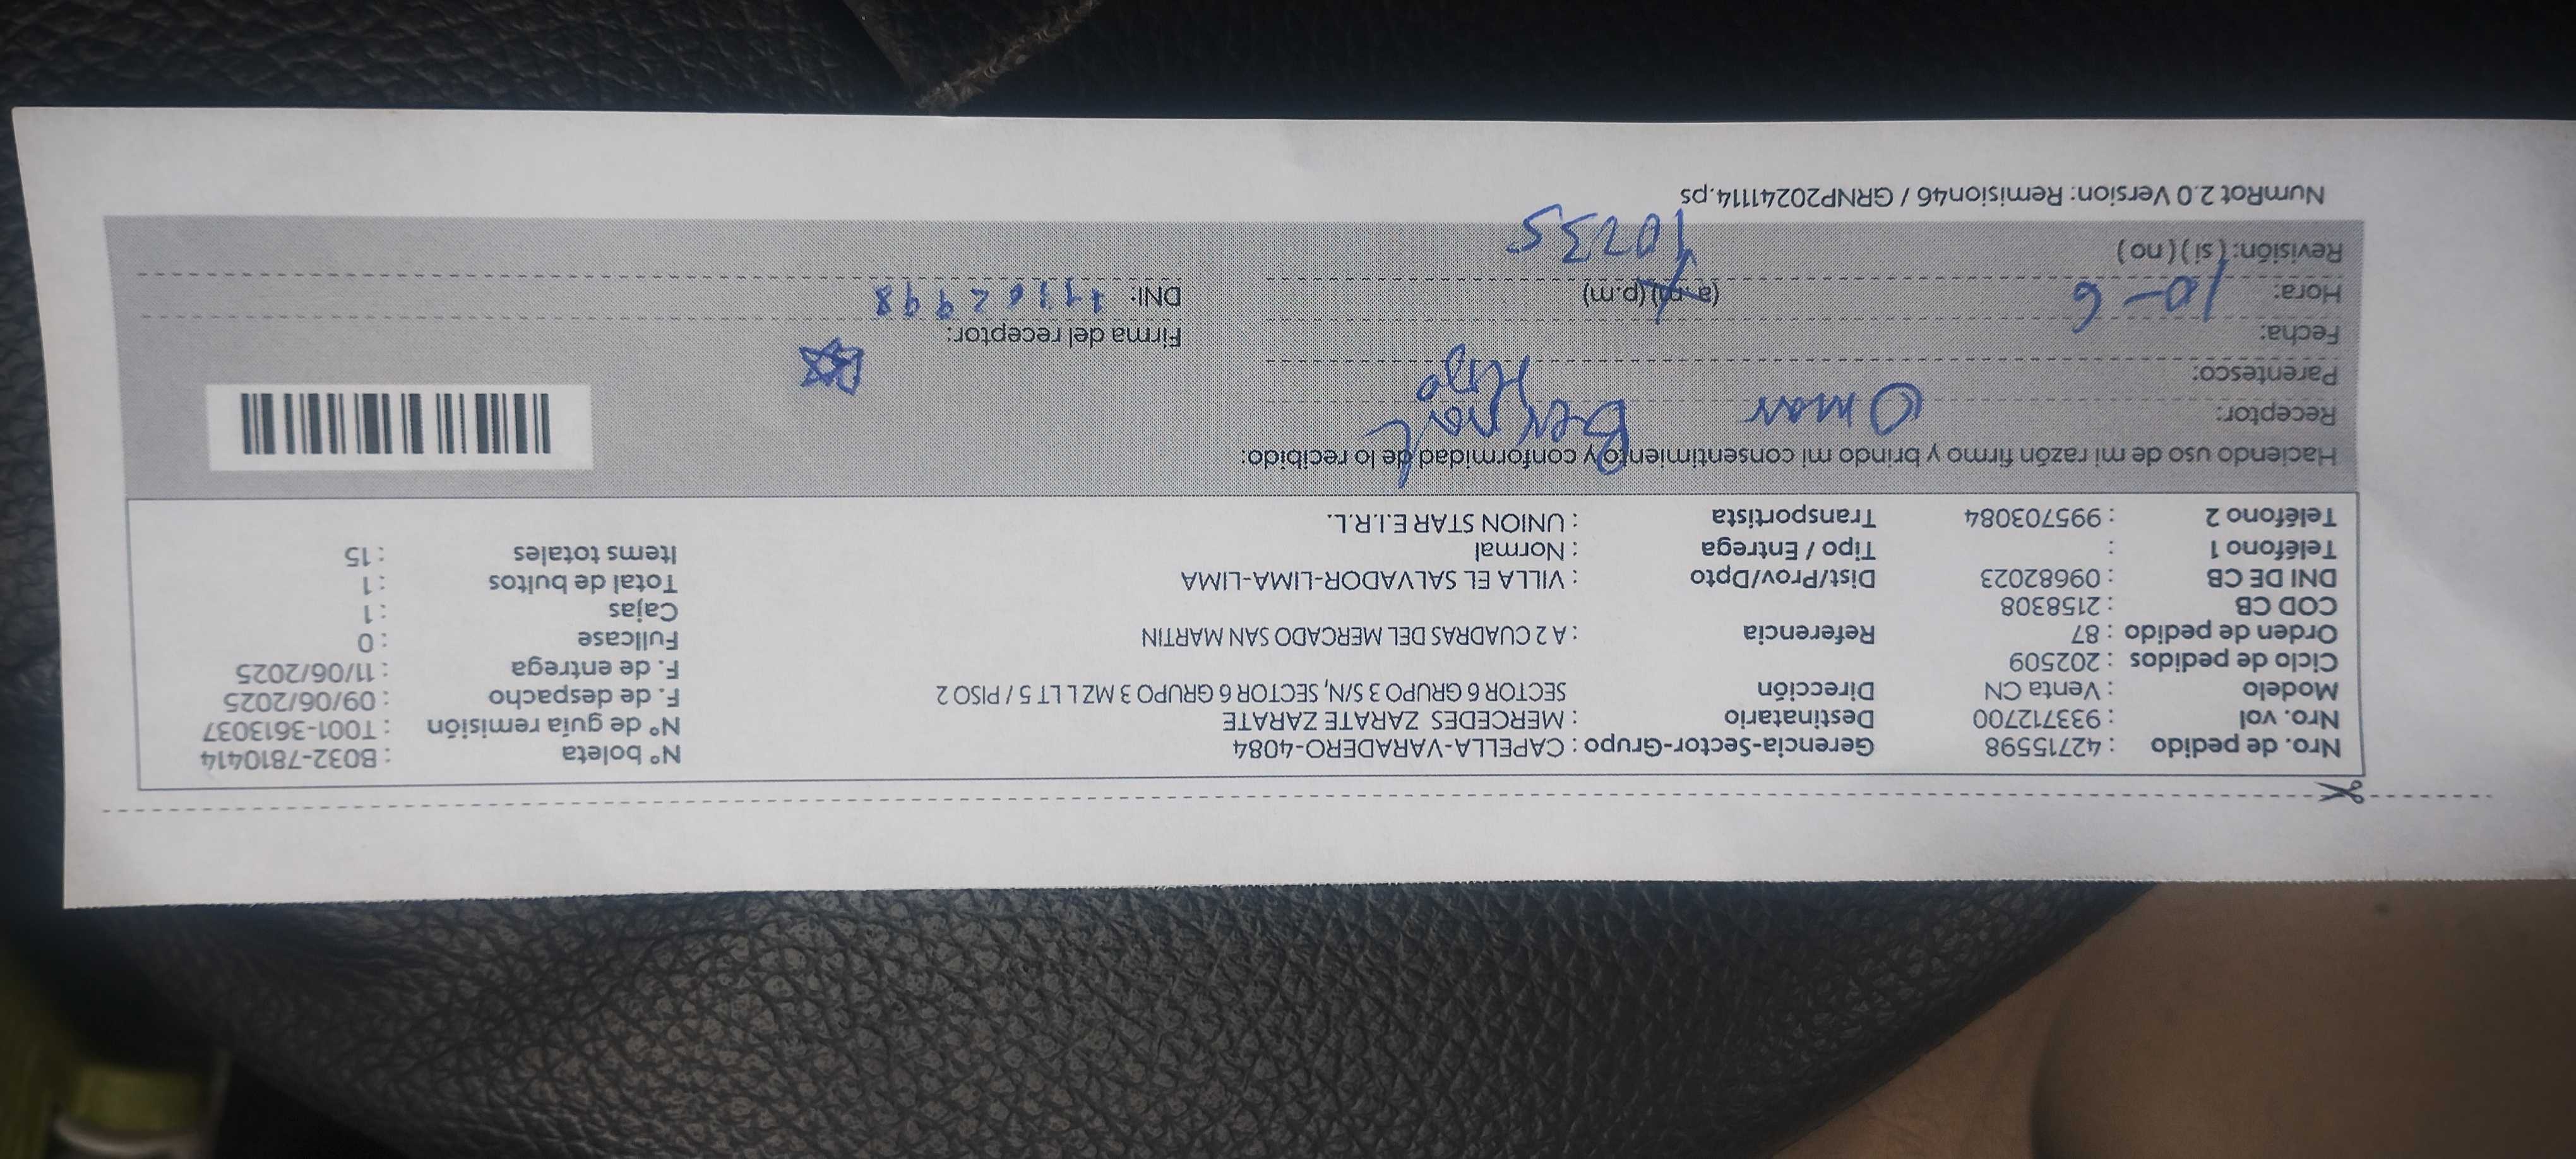 Nro. de pedido : 42715598 Gerencia-Sector-Grupo : CAPELLA-VARADERO-4084 N° boleta : B032-7810414
Nro. vol : 933712700 Destinatario : MERCEDES ZARATE ZARATE N° de guía remisión : T001-3613037
Modelo : Venta CN Dirección SECTOR 6 GRUPO 3 S/N, SECTOR 6 GRUPO 6 GRUPO 3 MZ L LT 5 / PISO 2 F. de despacho : 09/06/2025
Ciclo de pedidos : 202509 F. de entrega : 11/06/2025
Orden de pedido : 87 Referencia : A 2 CUADRAS DEL MERCADO SAN MARTIN Fullcase : 0
COD CB : 2158308 Cajas : 1
DNI DE CB : 09682023 Dist/Prov/Dpto : VILLA EL SALVADOR-LIMA-LIMA Total de bultos : 1
Teléfono 1 : Tipo / Entrega : Normal Items totales : 15
Teléfono 2 : 995703084 Transportista : UNION STAR E.I.R.L.
Haciendo uso de mi razón firmo y brindo mi consentimiento y conformidad de lo recibido:
Receptor: Omar Bernal
Parentesco: Hijo
Fecha: 10-6 Firma del receptor:
Hora: (a.m) (p.m) DNI:
Revisión: (si) (no) 10235
NumRot 2.0 Version: Remision46 / GRNP20241114.ps